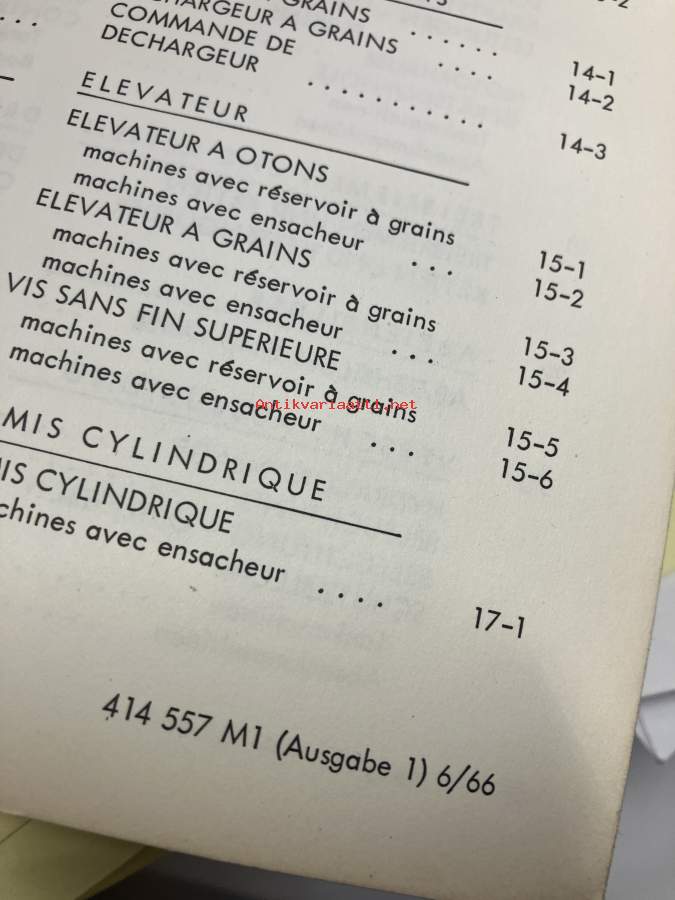 GRAINS . . . . . .
A GRAINS . . . . 14-1
COMMANDE DE
DECHARGEUR . . . . . . . . . . . 14-2
14-3
ELEVATEUR
ELEVATEUR A OTONS
machines avec réservoir à grains 15-1
machines avec ensacheur . . . 15-2
ELEVATEUR A GRAINS
machines avec réservoir à grains 15-3
machines avec ensacheur . . . 15-4
VIS SANS FIN SUPERIEURE
machines avec réservoir à grains 15-5
machines avec ensacheur . . . 15-6
MIS CYLINDRIQUE
IS CYLINDRIQUE
chines avec ensacheur . . . . 17-1
414 557 M1 (Ausgabe 1) 6/66
Antikvariaatti.net